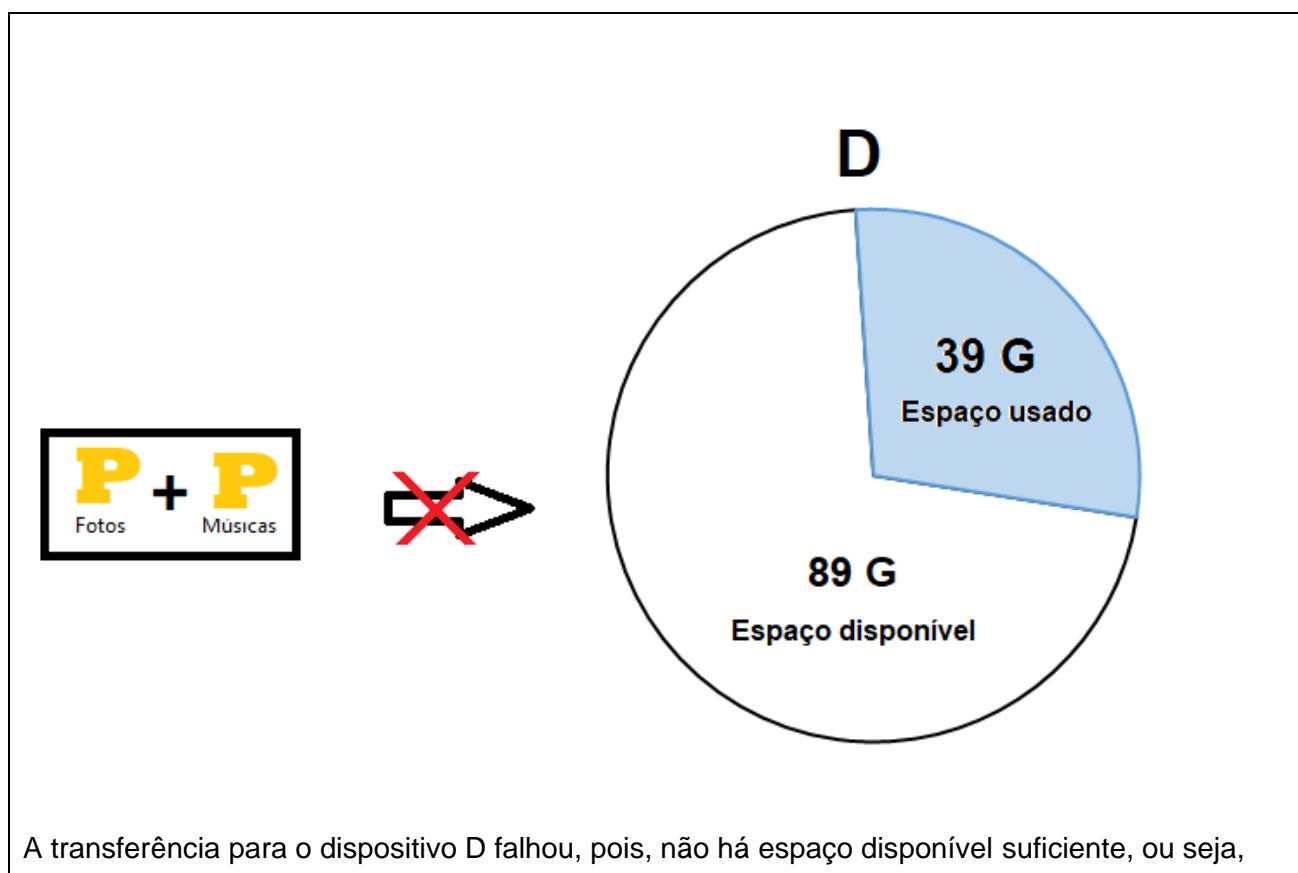 D
39 G
Espaço usado
P + P
Fotos Músicas
89 G
Espaço disponível
A transferência para o dispositivo D falhou, pois, não há espaço disponível suficiente, ou seja,